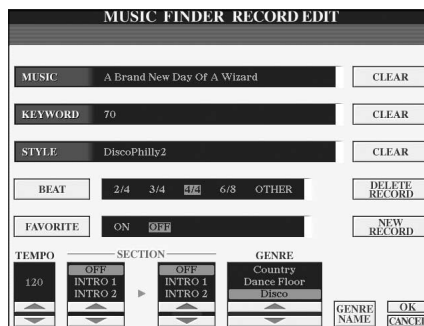 MUSIC FINDER RECORD EDIT
MUSIC A Brand New Day Of A Wizard CLEAR
KEYWORD 70 CLEAR
STYLE DiscoPhilly2 CLEAR
BEAT 2/4 3/4 4/4 6/8 OTHER DELETE RECORD
FAVORITE ON OFF NEW RECORD
TEMPO SECTION GENRE
120 OFF OFF Country
INTRO 1 INTRO 1 Dance Floor
INTRO 2 INTRO 2 Disco
GENRE NAME OK
CANCEL